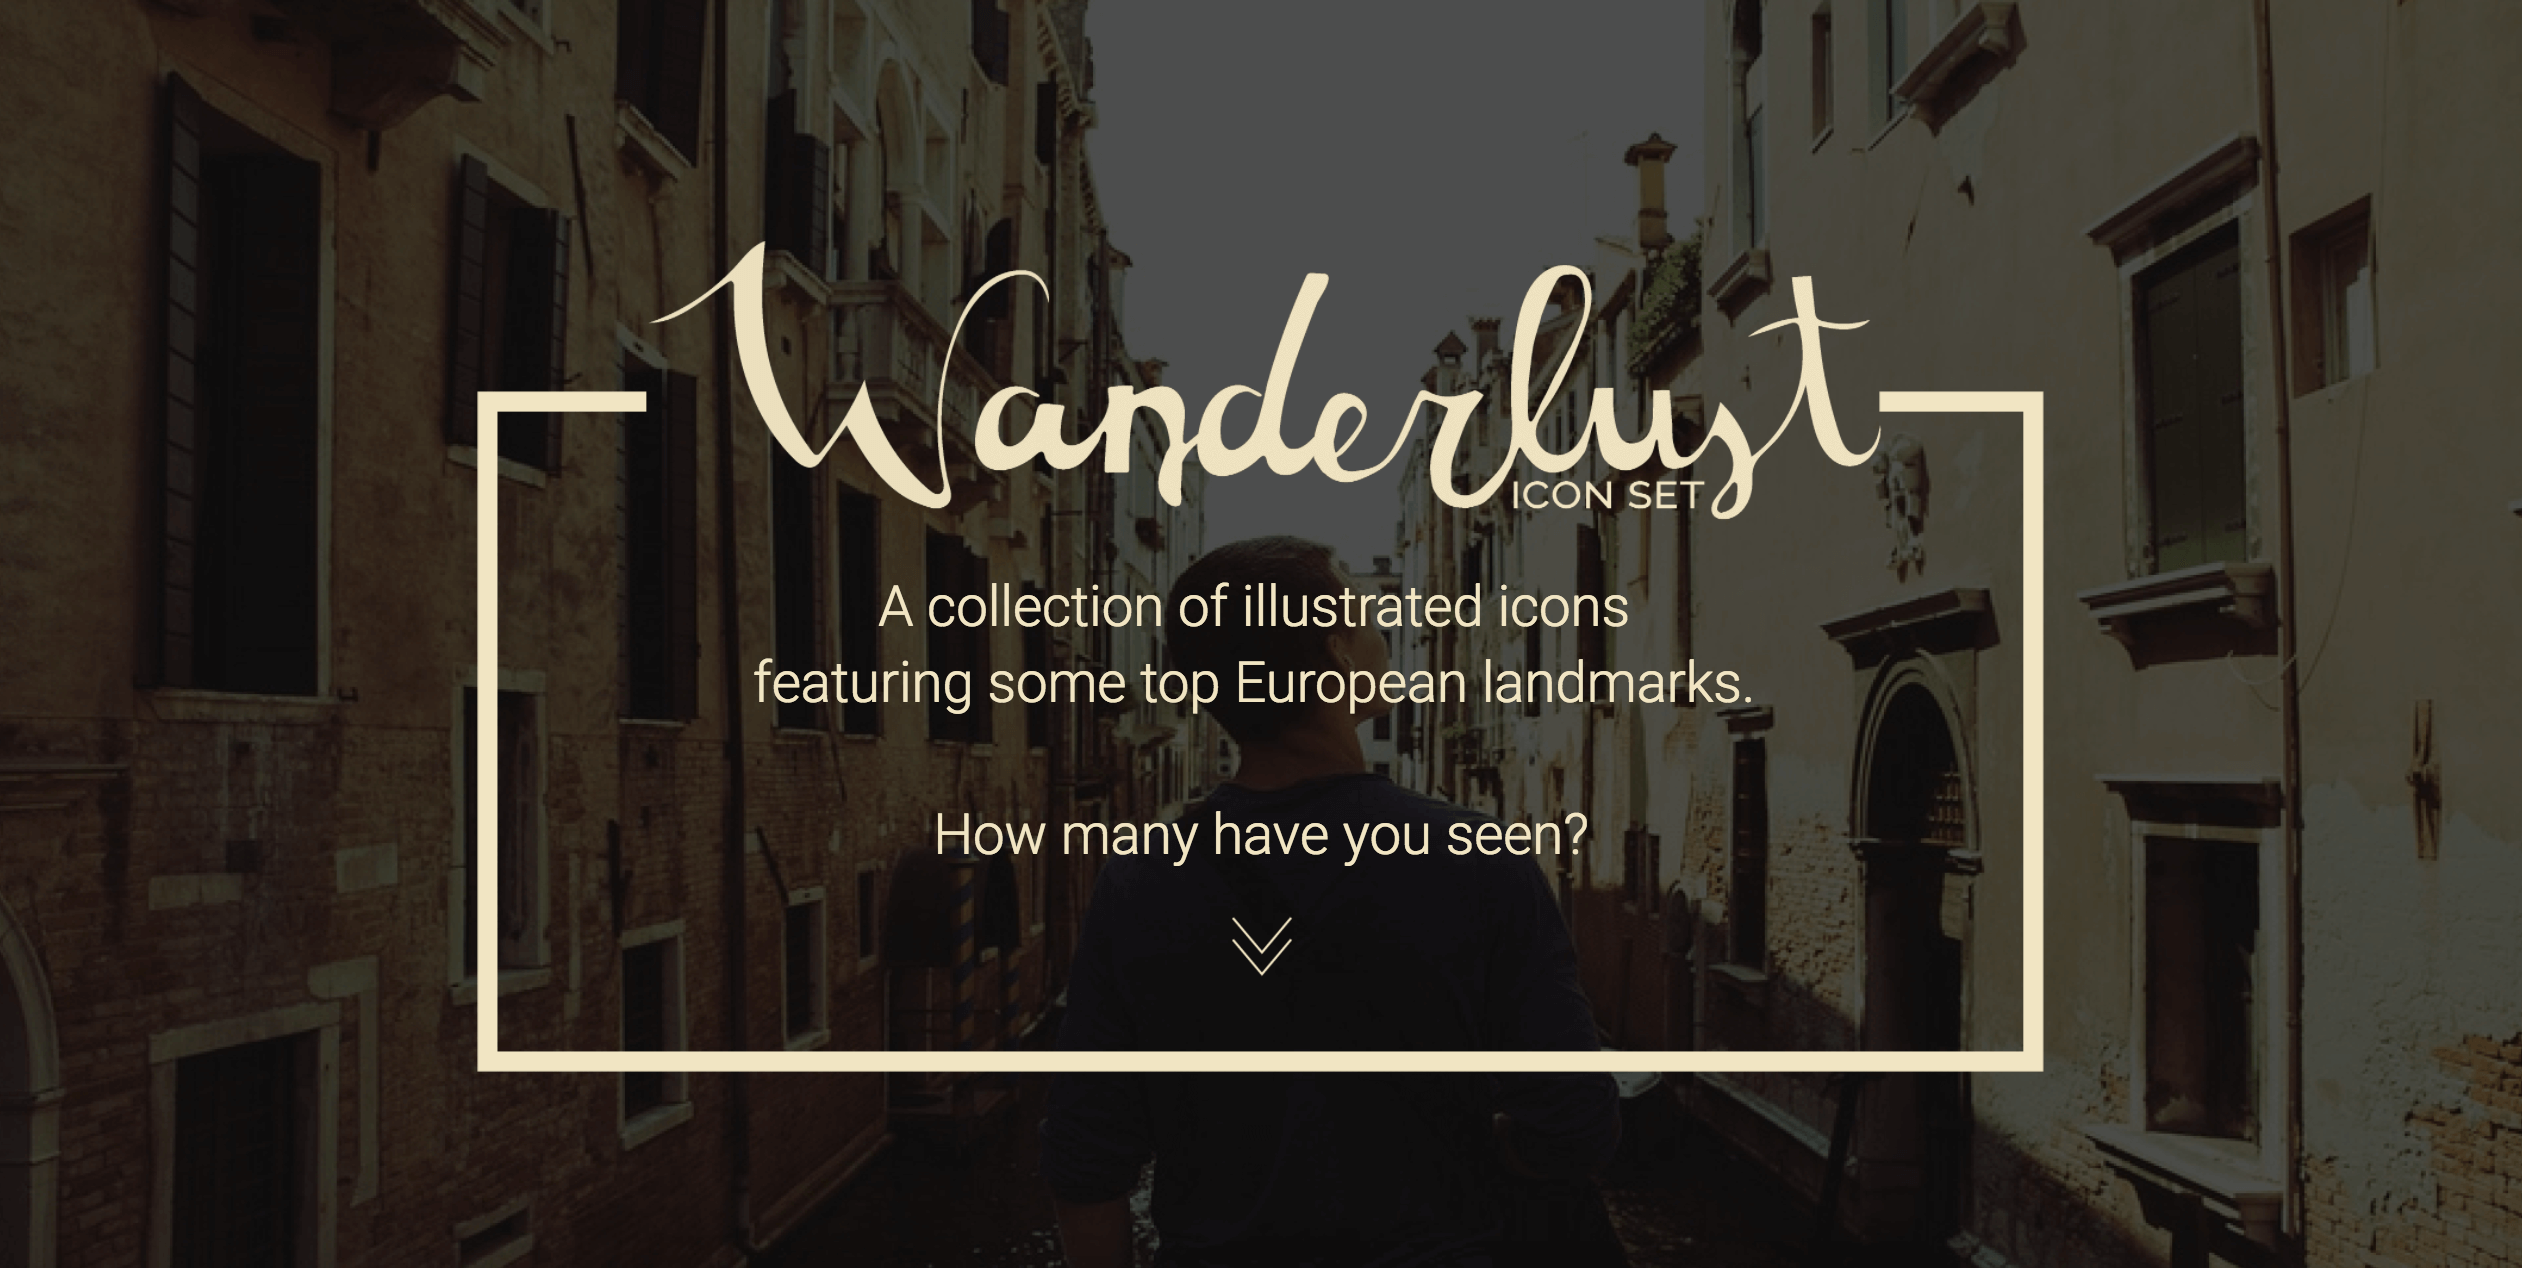 Wanderlust
ICON SET
A collection of illustrated icons
featuring some top European landmarks.
How many have you seen?